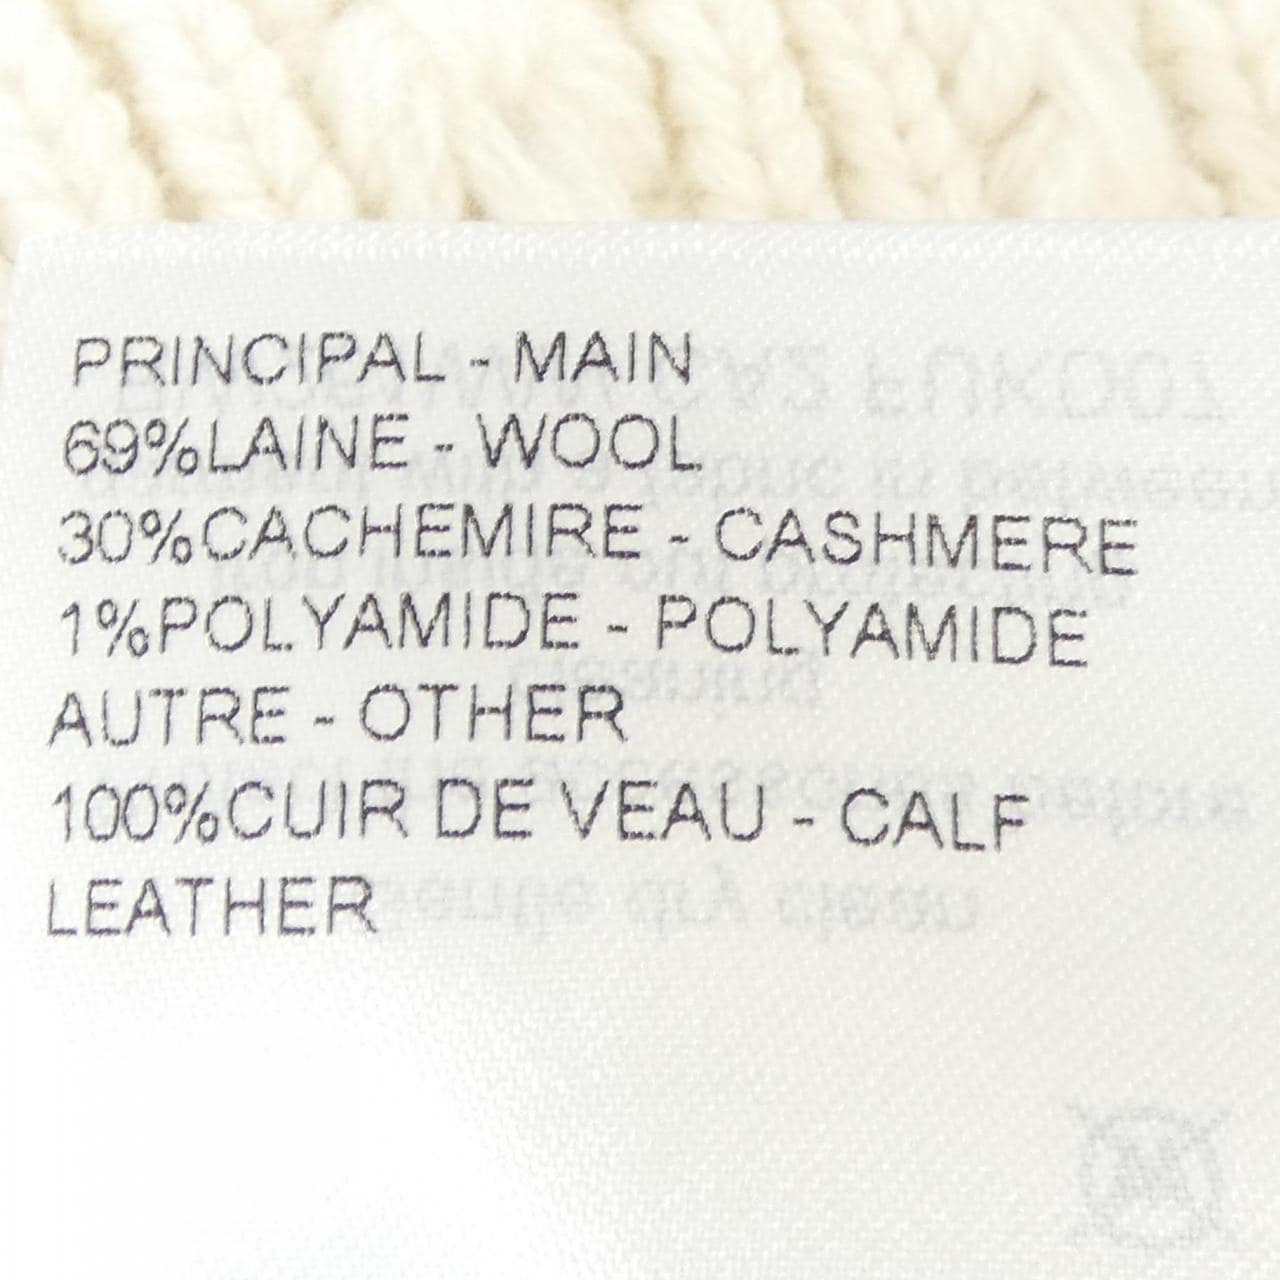 PRINCIPAL - MAIN
69%LAINE - WOOL
30%CACHEMIRE - CASHMERE
1%POLYAMIDE - POLYAMIDE
AUTRE - OTHER
100%CUIR DE VEAU - CALF
LEATHER